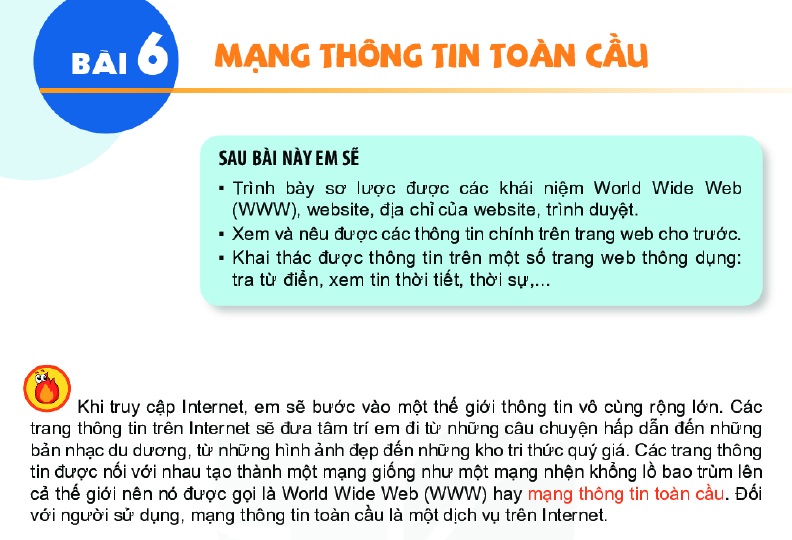 BÀI 6
MẠNG THÔNG TIN TOÀN CẦU
SAU BÀI NÀY EM SẼ
▪ Trình bày sơ lược được các khái niệm World Wide Web
(WWW), website, địa chỉ của website, trình duyệt.
▪ Xem và nêu được các thông tin chính trên trang web cho trước.
▪ Khai thác được thông tin trên một số trang web thông dụng:
tra từ điển, xem tin thời tiết, thời sự,...
Khi truy cập Internet, em sẽ bước vào một thế giới thông tin vô cùng rộng lớn. Các
trang thông tin trên Internet sẽ đưa tâm trí em đi từ những câu chuyện hấp dẫn đến những
bản nhạc du dương, từ những hình ảnh đẹp đến những kho tri thức quý giá. Các trang thông
tin được nối với nhau tạo thành một mạng giống như một mạng nhện khổng lồ bao trùm lên
cả thế giới nên nó được gọi là World Wide Web (WWW) hay mạng thông tin toàn cầu. Đối
với người sử dụng, mạng thông tin toàn cầu là một dịch vụ trên Internet.